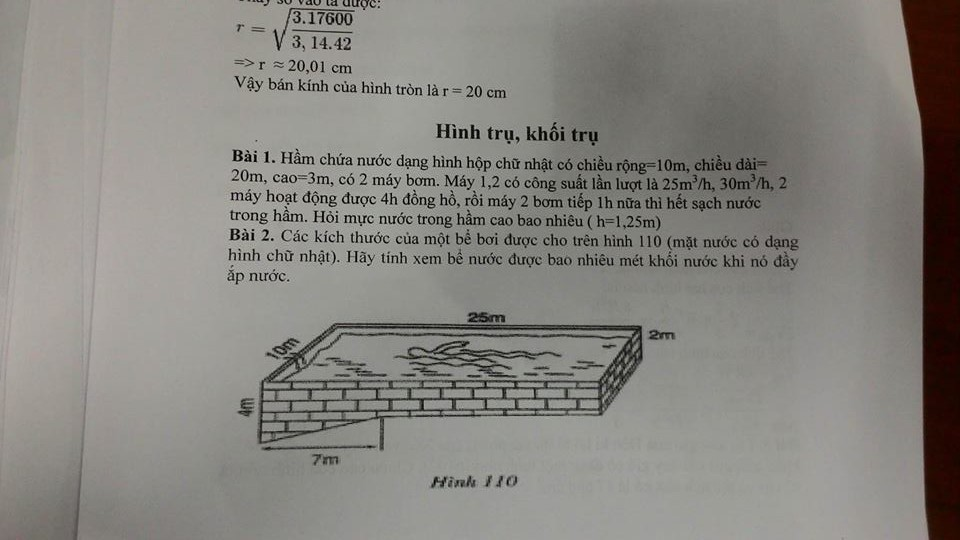 số vào ta được:
r = √(3.17600 / 3, 14.42)
=> r ≈ 20,01 cm
Vậy bán kính của hình tròn là r = 20 cm
Hình trụ, khối trụ
Bài 1. Hầm chứa nước dạng hình hộp chữ nhật có chiều rộng=10m, chiều dài=
20m, cao=3m, có 2 máy bơm. Máy 1,2 có công suất lần lượt là 25m³/h, 30m³/h, 2
máy hoạt động được 4h đồng hồ, rồi máy 2 bơm tiếp 1h nữa thì hết sạch nước
trong hầm. Hỏi mực nước trong hầm cao bao nhiêu ( h=1,25m)
Bài 2. Các kích thước của một bể bơi được cho trên hình 110 (mặt nước có dạng
hình chữ nhật). Hãy tính xem bể nước được bao nhiêu mét khối nước khi nó đầy
ắp nước.
25m
2m
10m
4m
7m
Hình 110